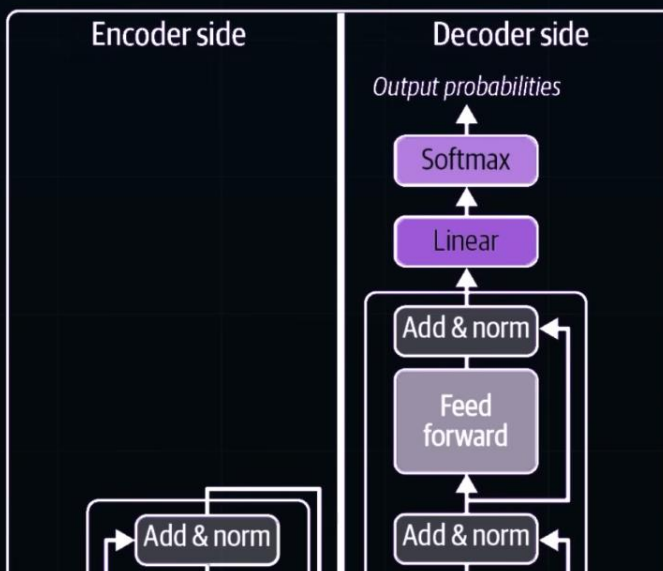 Encoder side
Decoder side
Output probabilities
Softmax
Linear
Add & norm
Feed
forward
Add & norm
Add & norm